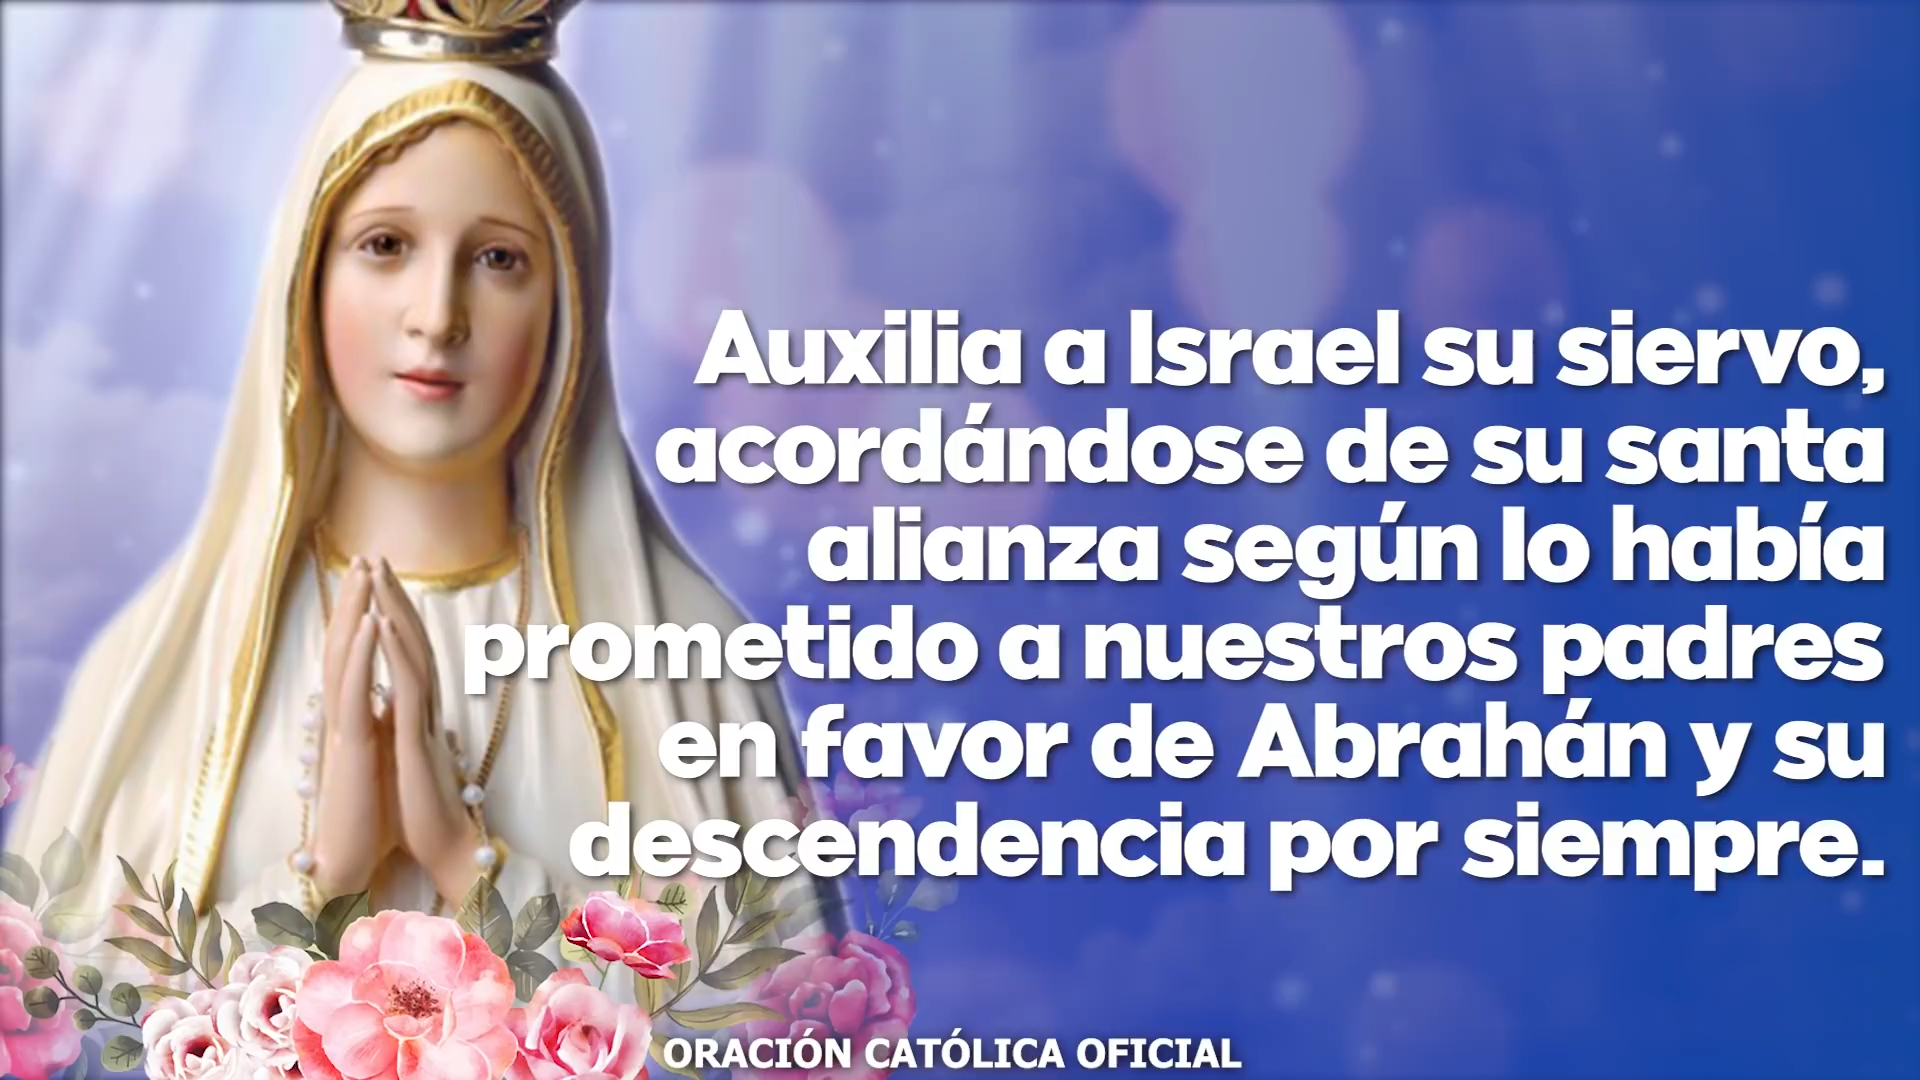 Auxilia a Israel su siervo,
acordándose de su santa
alianza según lo había
prometido a nuestros padres
en favor de Abrahán y su
descendencia por siempre.
ORACIÓN CATÓLICA OFICIAL